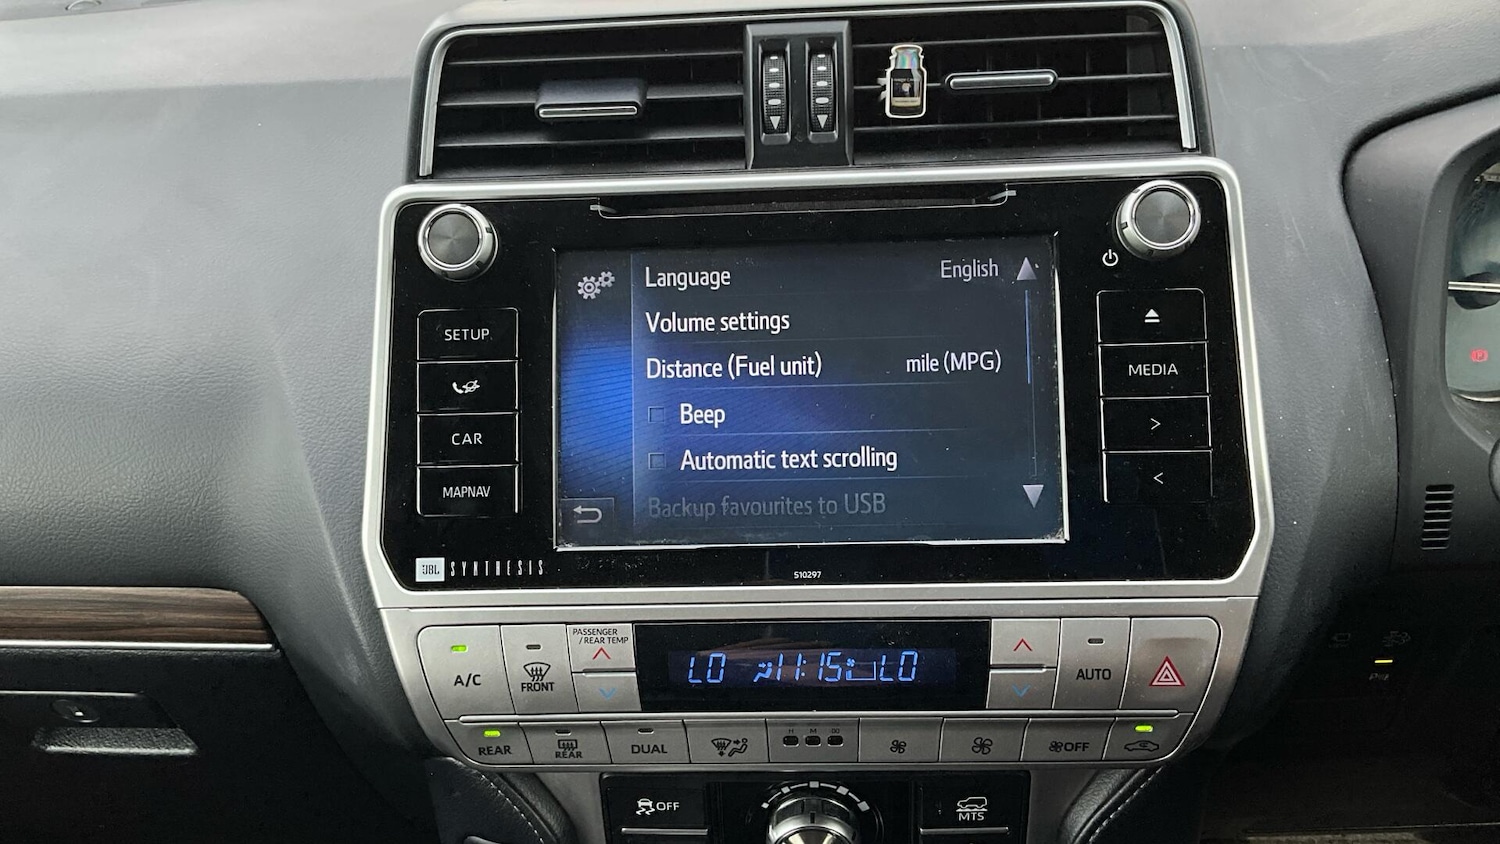 Language English
Volume settings
Distance (Fuel unit) mile (MPG)
Beep
Automatic text scrolling
Backup favourites to USB
SETUP
CAR
MAPNAV
MEDIA
>
<
JBL SYNTHESIS
510297
A/C
FRONT
PASSENGER
/REAR TEMP
LO 11:15 LO
AUTO
REAR
REAR
DUAL
H M :00
OFF
OFF
MTS